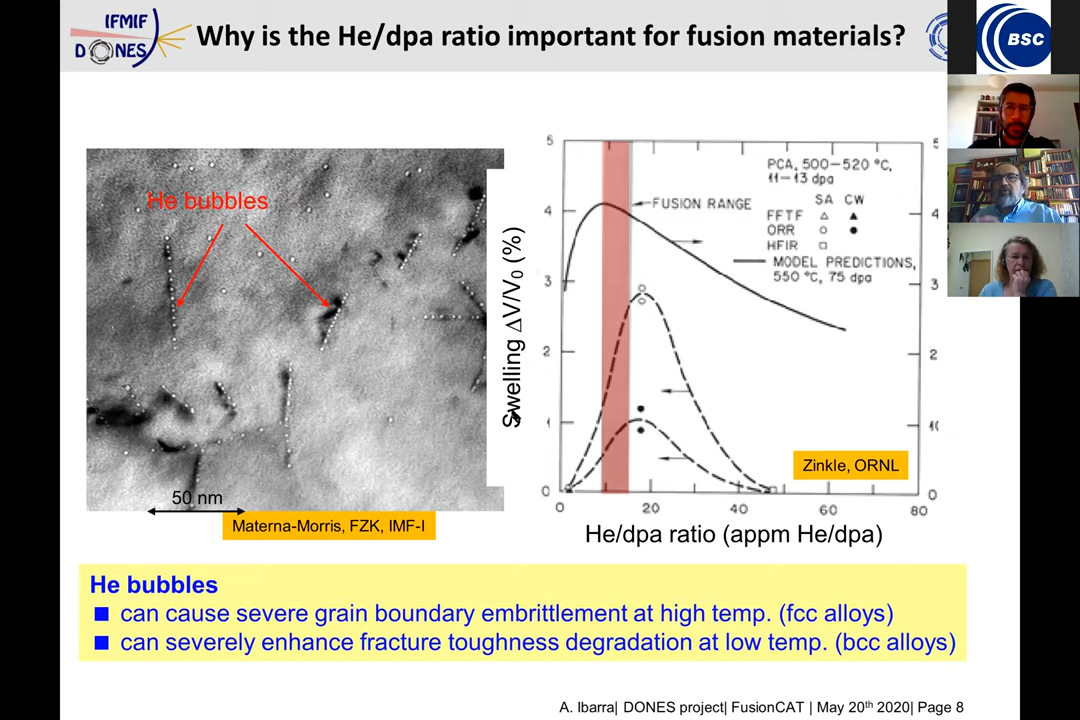 IFMIF
DONES
Why is the He/dpa ratio important for fusion materials?
BSC
He bubbles
50 nm
Materna-Morris, FZK, IMF-I
Swelling ΔV/V₀ (%)
5
4
3
2
1
0
PCA, 500–520 °C,
11–13 dpa
SA CW
FFTF △ ▲
ORR ○ ●
HFIR □
MODEL PREDICTIONS,
550 °C, 75 dpa
FUSION RANGE
4
3
2
0
Zinkle, ORNL
0 20 40 60 80
He/dpa ratio (appm He/dpa)
He bubbles
■ can cause severe grain boundary embrittlement at high temp. (fcc alloys)
■ can severely enhance fracture toughness degradation at low temp. (bcc alloys)
A. Ibarra| DONES project| FusionCAT | May 20th 2020| Page 8